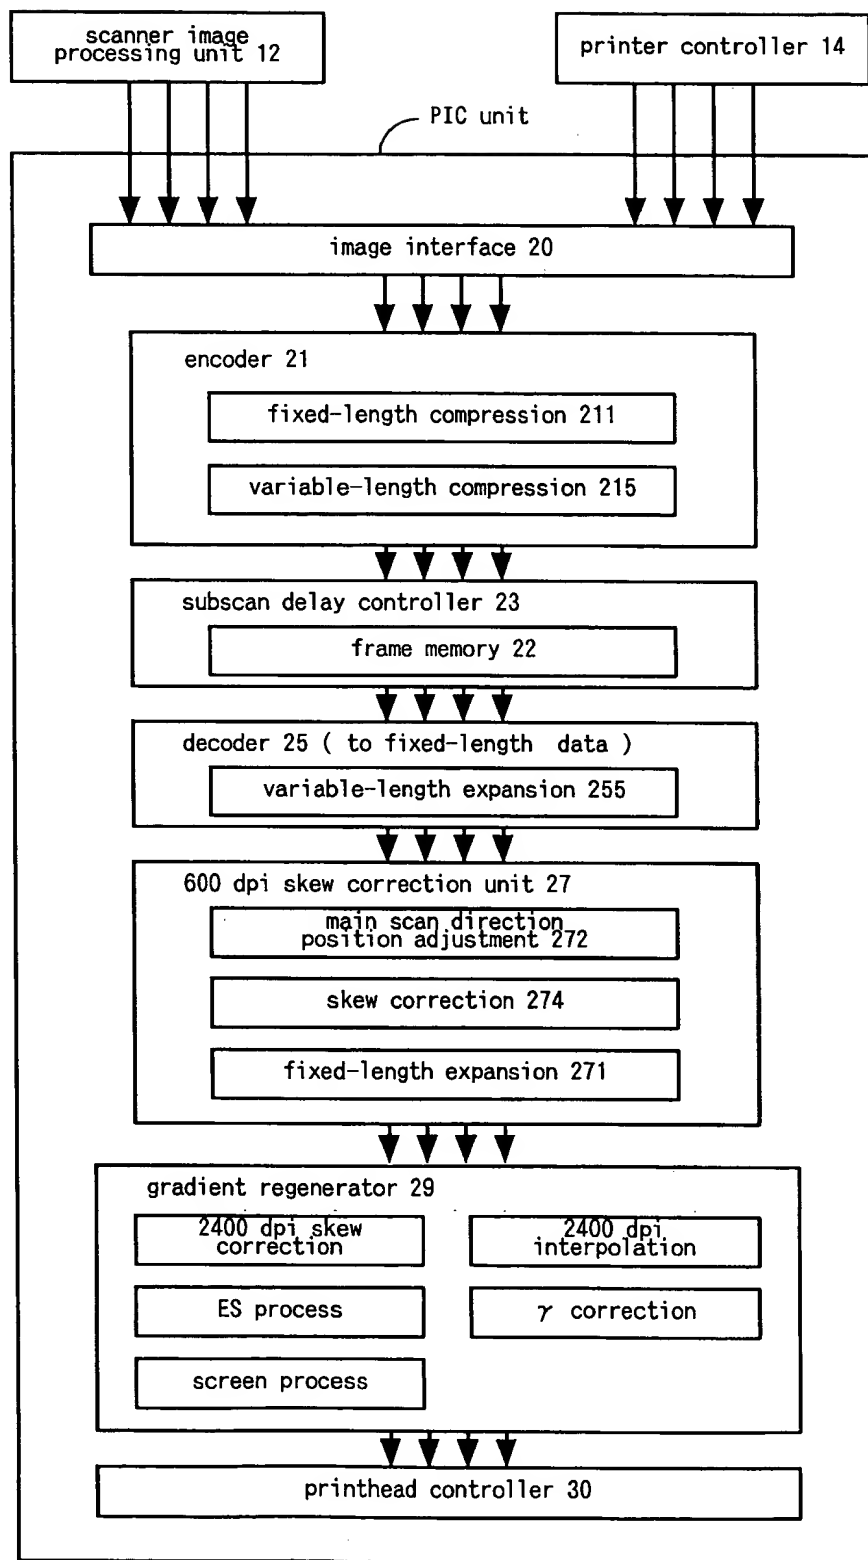 scanner image
processing unit 12
printer controller 14
PIC unit
image interface 20
encoder 21
fixed-length compression 211
variable-length compression 215
subscan delay controller 23
frame memory 22
decoder 25 ( to fixed-length data )
variable-length expansion 255
600 dpi skew correction unit 27
main scan direction
position adjustment 272
skew correction 274
fixed-length expansion 271
gradient regenerator 29
2400 dpi skew
correction
2400 dpi
interpolation
ES process
γ correction
screen process
printhead controller 30